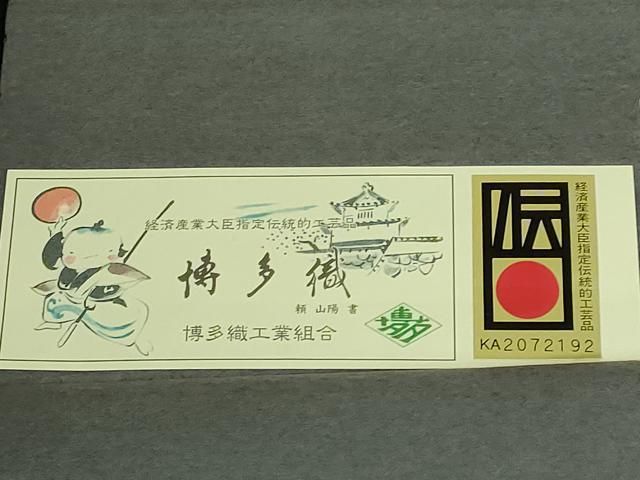 経済産業大臣指定伝統的工芸品
博多織
頼 山陽 書
博多織工業組合
博多
伝
経済産業大臣指定伝統的工芸品
KA2072192